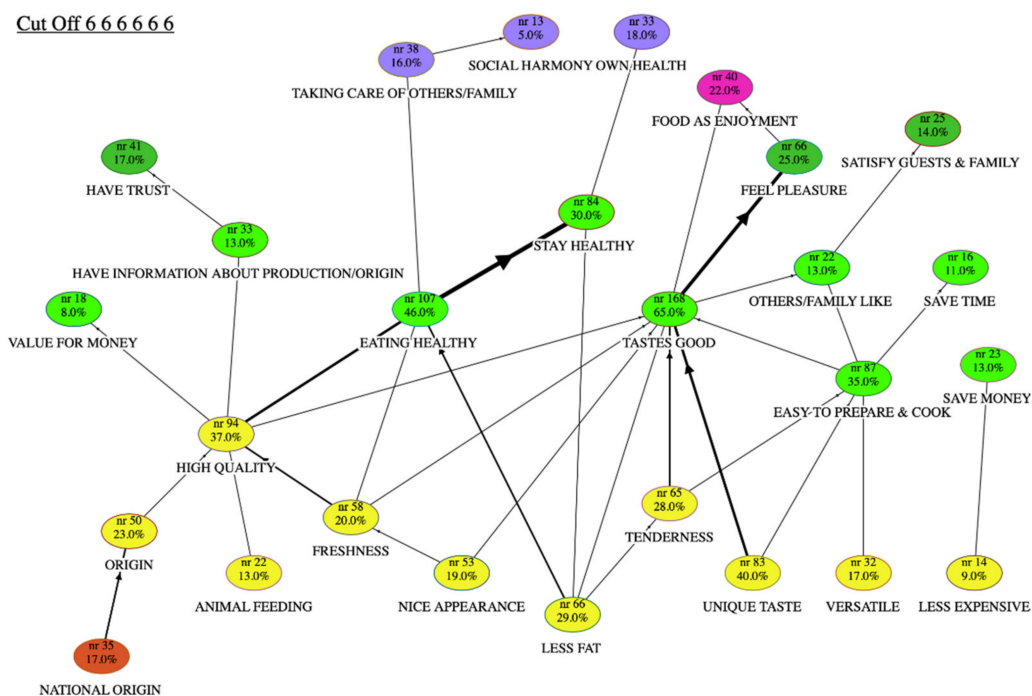 Cut Off 6 6 6 6 6 6
nr 13
5.0%
SOCIAL HARMONY
nr 33
18.0%
OWN HEALTH
nr 38
16.0%
TAKING CARE OF OTHERS/FAMILY
nr 40
22.0%
FOOD AS ENJOYMENT
nr 25
14.0%
SATISFY GUESTS & FAMILY
nr 41
17.0%
HAVE TRUST
nr 66
25.0%
FEEL PLEASURE
nr 84
30.0%
STAY HEALTHY
nr 33
13.0%
HAVE INFORMATION ABOUT PRODUCTION/ORIGIN
nr 22
13.0%
OTHERS/FAMILY LIKE
nr 16
11.0%
SAVE TIME
nr 18
8.0%
VALUE FOR MONEY
nr 107
46.0%
EATING HEALTHY
nr 168
65.0%
TASTES GOOD
nr 87
35.0%
EASY-TO PREPARE & COOK
nr 23
13.0%
SAVE MONEY
nr 94
37.0%
HIGH QUALITY
nr 65
28.0%
TENDERNESS
nr 58
20.0%
FRESHNESS
nr 50
23.0%
ORIGIN
nr 22
13.0%
ANIMAL FEEDING
nr 53
19.0%
NICE APPEARANCE
nr 66
29.0%
LESS FAT
nr 83
40.0%
UNIQUE TASTE
nr 32
17.0%
VERSATILE
nr 14
9.0%
LESS EXPENSIVE
nr 35
17.0%
NATIONAL ORIGIN